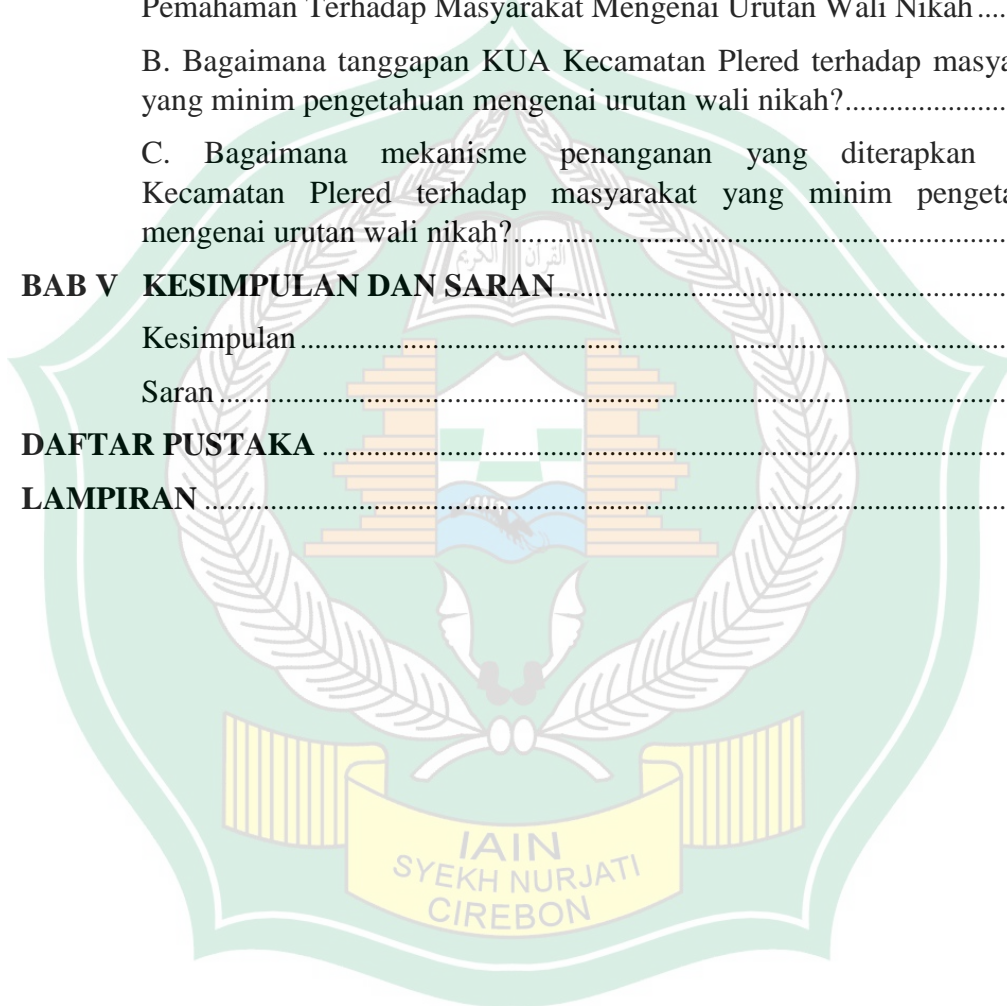 Pemahaman Terhadap Masyarakat Mengenai Urutan Wali Nikah ....
B. Bagaimana tanggapan KUA Kecamatan Plered terhadap
yang minim pengetahuan mengenai urutan wali nikah?......................
C. Bagaimana mekanisme penanganan yang diterapkan
Kecamatan Plered terhadap masyarakat yang minim
mengenai urutan wali nikah?................................................................
BAB V KESIMPULAN DAN SARAN..........................................................
Kesimpulan..........................................................................................
Saran....................................................................................................
DAFTAR PUSTAKA.....................................................................................
LAMPIRAN...................................................................................................
القرآن الكريم
IAIN
SYEKH NURJATI
CIREBON